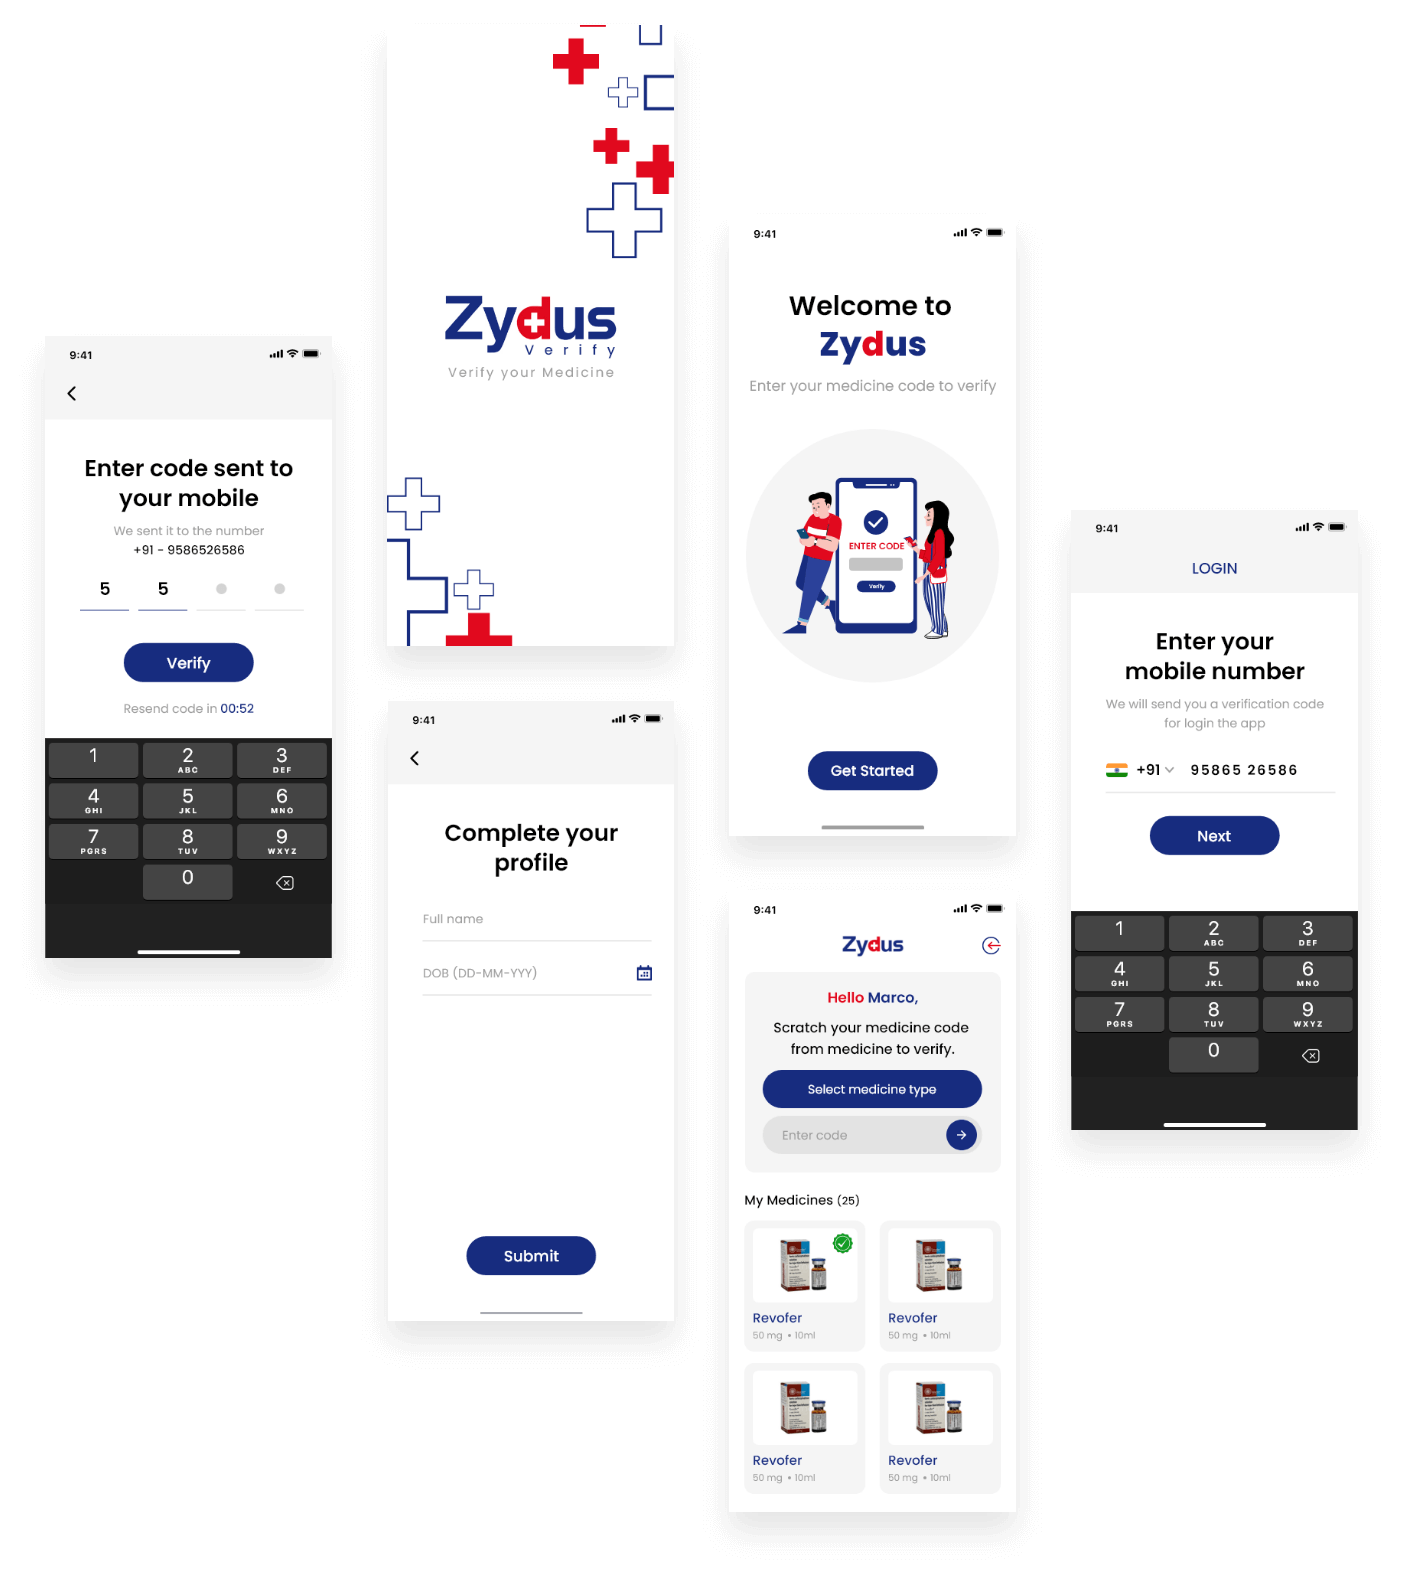 9:41
Enter code sent to
your mobile
We sent it to the number
+91 - 9586526586
5 5
Verify
Resend code in 00:52
1 2 3
ABC DEF
4 5 6
GHI JKL MNO
7 8 9
PGRS TUV WXYZ
0
Zydus
Verify
Verify your Medicine
9:41
Complete your
profile
Full name
DOB (DD-MM-YYY)
Submit
9:41
Welcome to
Zydus
Enter your medicine code to verify
ENTER CODE
Verify
Get Started
9:41
Zydus
Hello Marco,
Scratch your medicine code
from medicine to verify.
Select medicine type
Enter code
My Medicines (25)
Revofer
50 mg • 10ml
Revofer
50 mg • 10ml
Revofer
50 mg • 10ml
Revofer
50 mg • 10ml
9:41
LOGIN
Enter your
mobile number
We will send you a verification code
for login the app
+91 95865 26586
Next
1 2 3
ABC DEF
4 5 6
GHI JKL MNO
7 8 9
PGRS TUV WXYZ
0